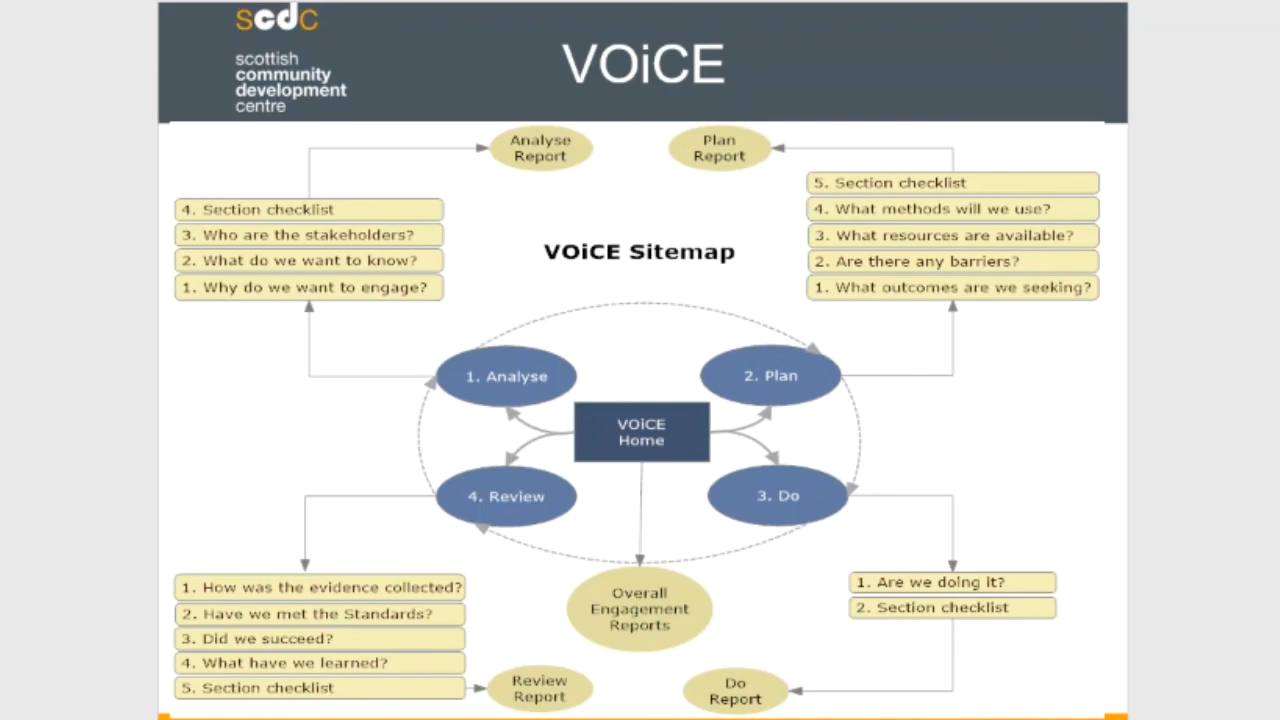 scdc
scottish
community
development
centre
VOiCE
Analyse
Report
Plan
Report
4. Section checklist
3. Who are the stakeholders?
2. What do we want to know?
1. Why do we want to engage?
5. Section checklist
4. What methods will we use?
3. What resources are available?
2. Are there any barriers?
1. What outcomes are we seeking?
VOiCE Sitemap
1. Analyse
2. Plan
VOiCE
Home
4. Review
3. Do
1. How was the evidence collected?
2. Have we met the Standards?
3. Did we succeed?
4. What have we learned?
5. Section checklist
Overall
Engagement
Reports
1. Are we doing it?
2. Section checklist
Review
Report
Do
Report